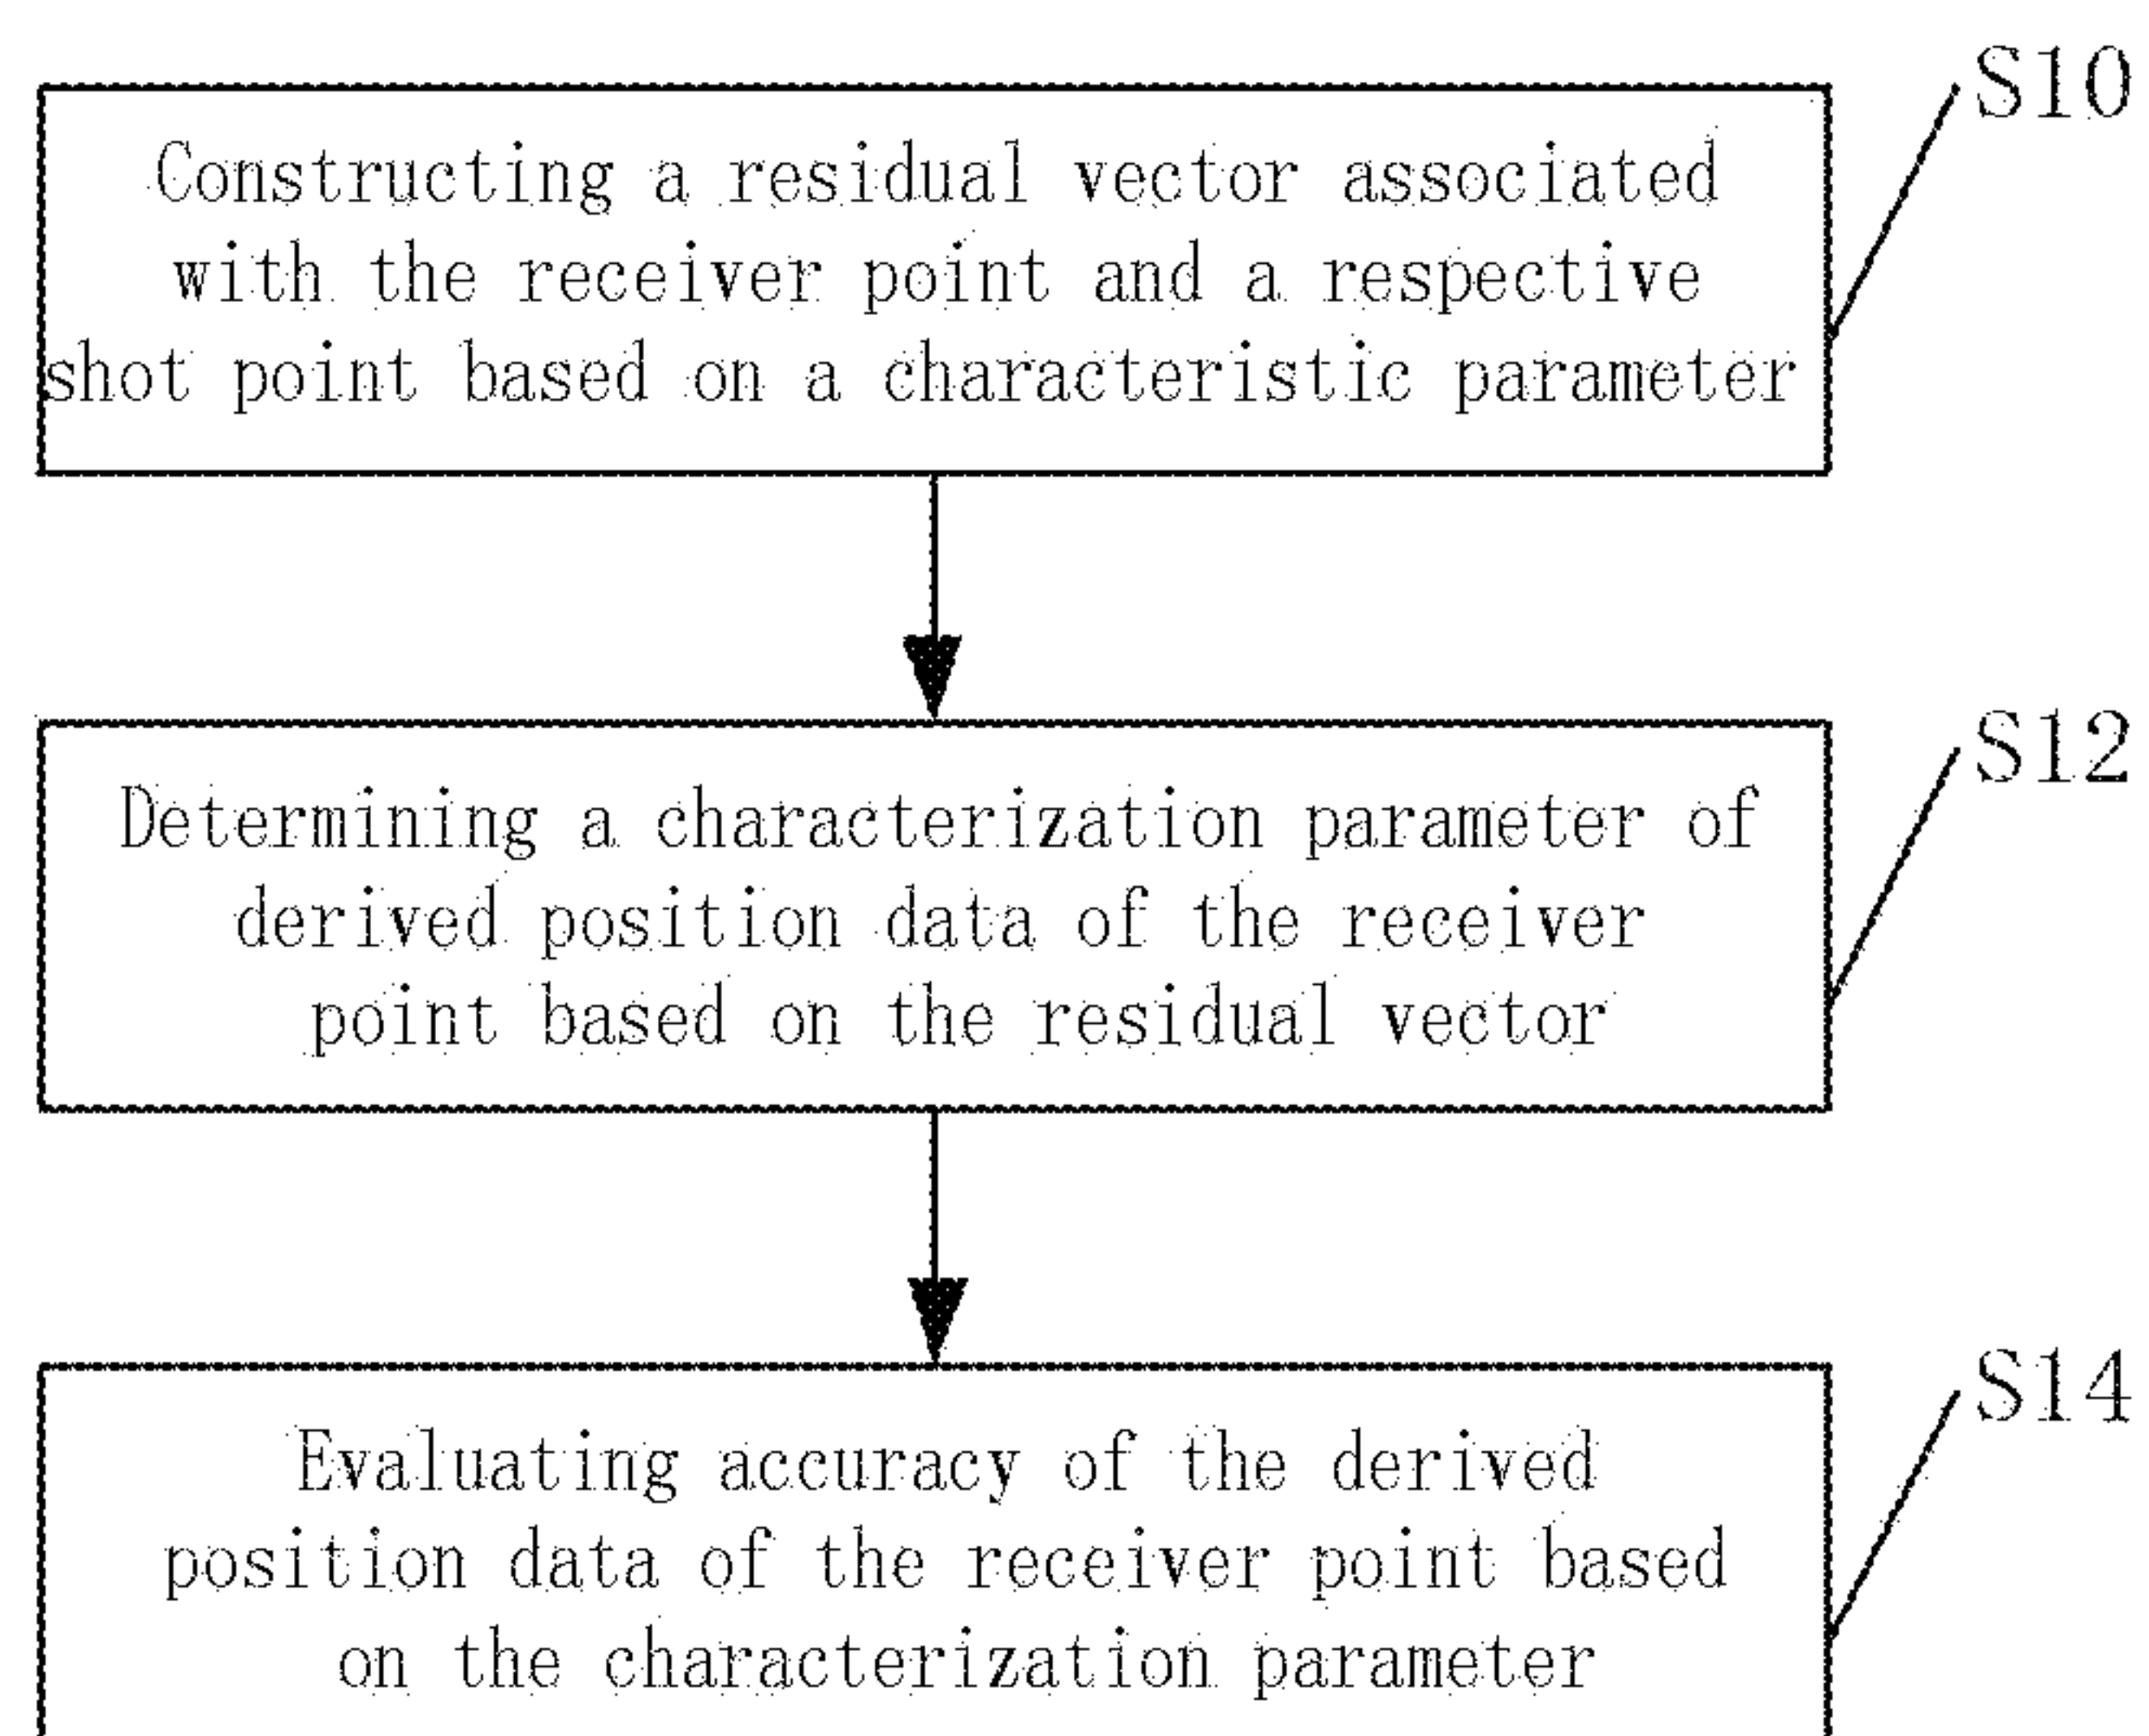 S10
Constructing a residual vector associated
with the receiver point and a respective
shot point based on a characteristic parameter
S12
Determining a characterization parameter of
derived position data of the receiver
point based on the residual vector
S14
Evaluating accuracy of the derived
position data of the receiver point based
on the characterization parameter